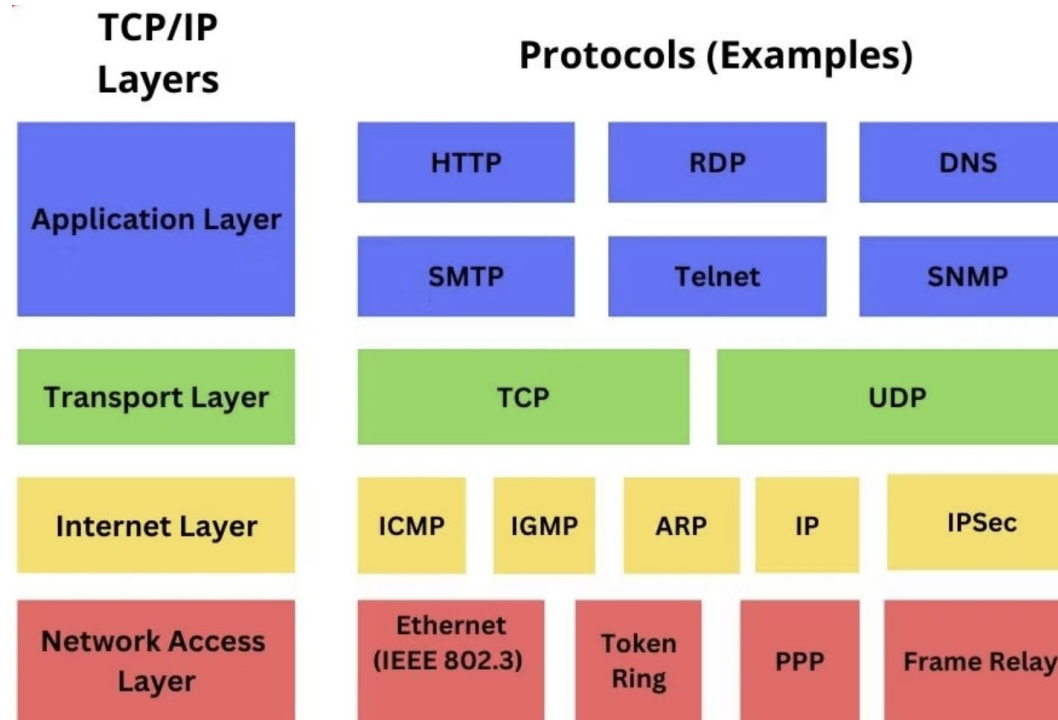 TCP/IP
Layers
Protocols (Examples)
Application Layer
HTTP
RDP
DNS
SMTP
Telnet
SNMP
Transport Layer
TCP
UDP
Internet Layer
ICMP
IGMP
ARP
IP
IPSec
Network Access
Layer
Ethernet
(IEEE 802.3)
Token
Ring
PPP
Frame Relay